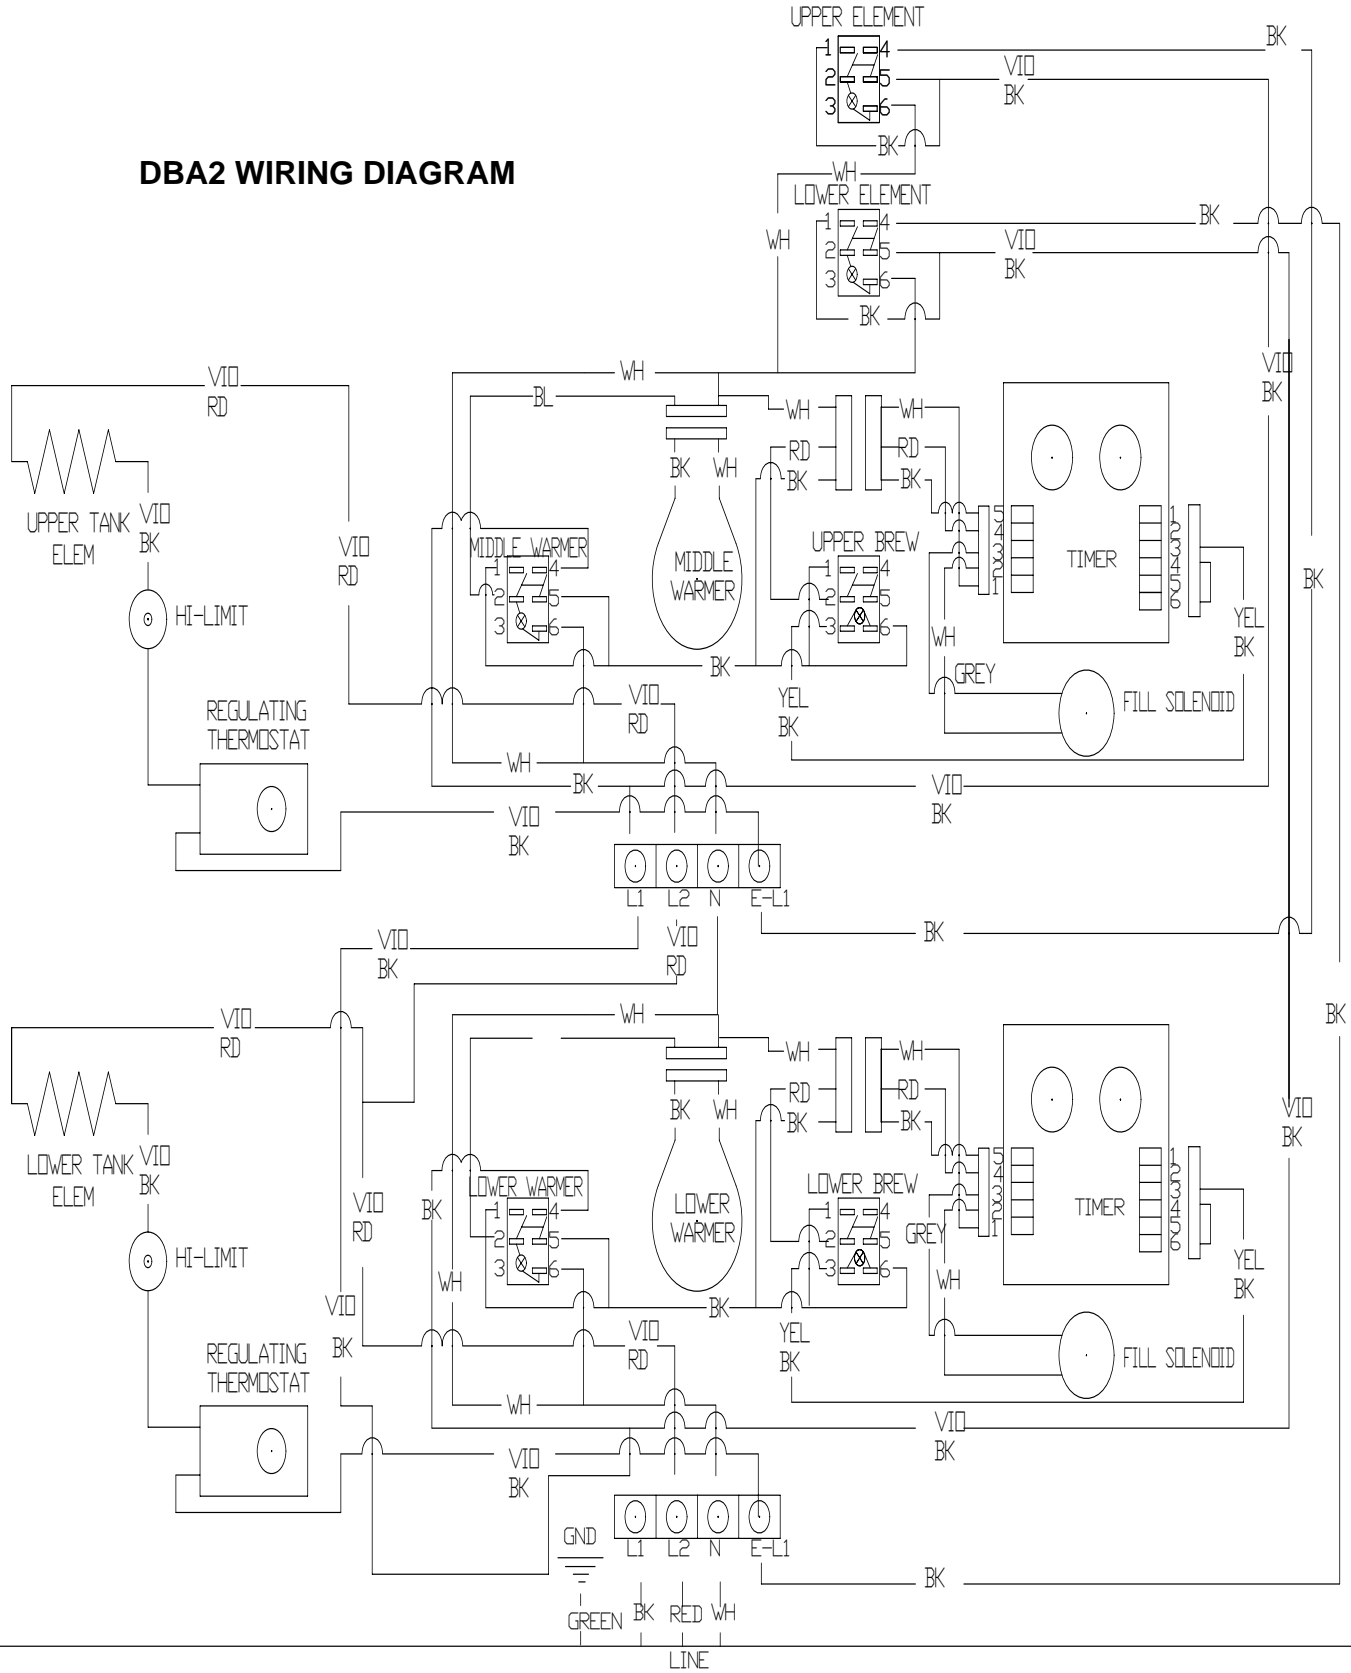 UPPER ELEMENT
1 4
BK
2 5
VIO
BK
3 6
BK
DBA2 WIRING DIAGRAM
WH
LOWER ELEMENT
1 4
BK
WH
2 5
VIO
BK
3 6
BK
VIO
RD
WH
BL
VIO
BK
WH
WH
RD
RD
BK
BK
BK
WH
UPPER TANK
ELEM
VIO
BK
VIO
RD
MIDDLE WARMER
1 4
2 5
3 6
MIDDLE
WARMER
UPPER BREW
1 4
2 5
3 6
5
4
3
2
1
TIMER
1
2
3
4
5
6
BK
HI-LIMIT
YEL
BK
WH
BK
GREY
REGULATING
THERMOSTAT
VIO
RD
YEL
BK
FILL SOLENOID
WH
BK
VIO
BK
VIO
BK
L1 L2 N E-L1
VIO
BK
VIO
RD
BK
VIO
RD
WH
BK
WH
WH
RD
RD
BK
BK
BK
WH
VIO
BK
LOWER TANK
ELEM
VIO
BK
VIO
RD
BK
LOWER WARMER
1 4
2 5
3 6
LOWER
WARMER
LOWER BREW
1 4
2 5
3 6
GREY
5
4
3
2
1
TIMER
1
2
3
4
5
6
HI-LIMIT
YEL
BK
WH
WH
VIO
BK
BK
REGULATING
THERMOSTAT
VIO
RD
YEL
BK
FILL SOLENOID
WH
VIO
BK
VIO
BK
GND
L1 L2 N E-L1
BK
GREEN
BK RED WH
LINE